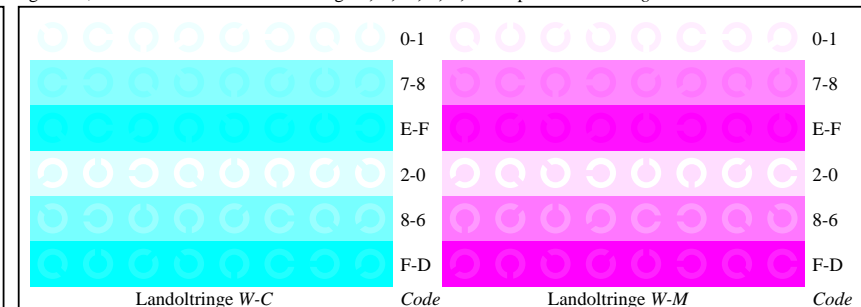 0-1 0-1
7-8 7-8
E-F E-F
2-0 2-0
8-6 8-6
F-D F-D
Landoltringe W-C Code Landoltringe W-M Code